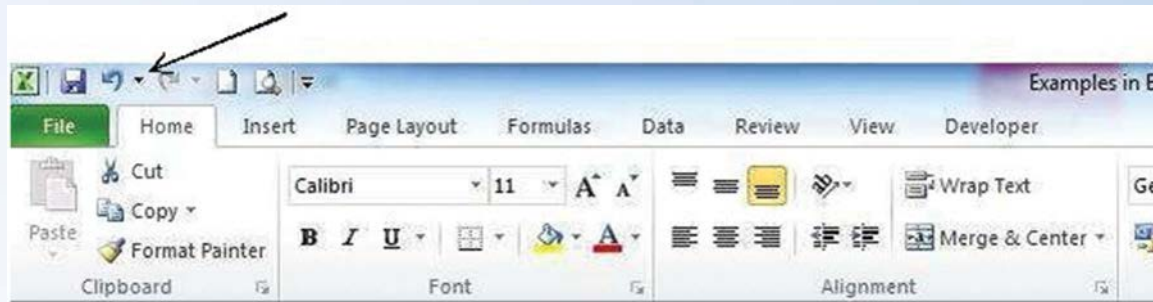 Examples in E
File Home Insert Page Layout Formulas Data Review View Developer
Cut
Calibri 11 A A Wrap Text Ge
Copy
Paste B I U A Merge & Center
Format Painter
Clipboard Font Alignment